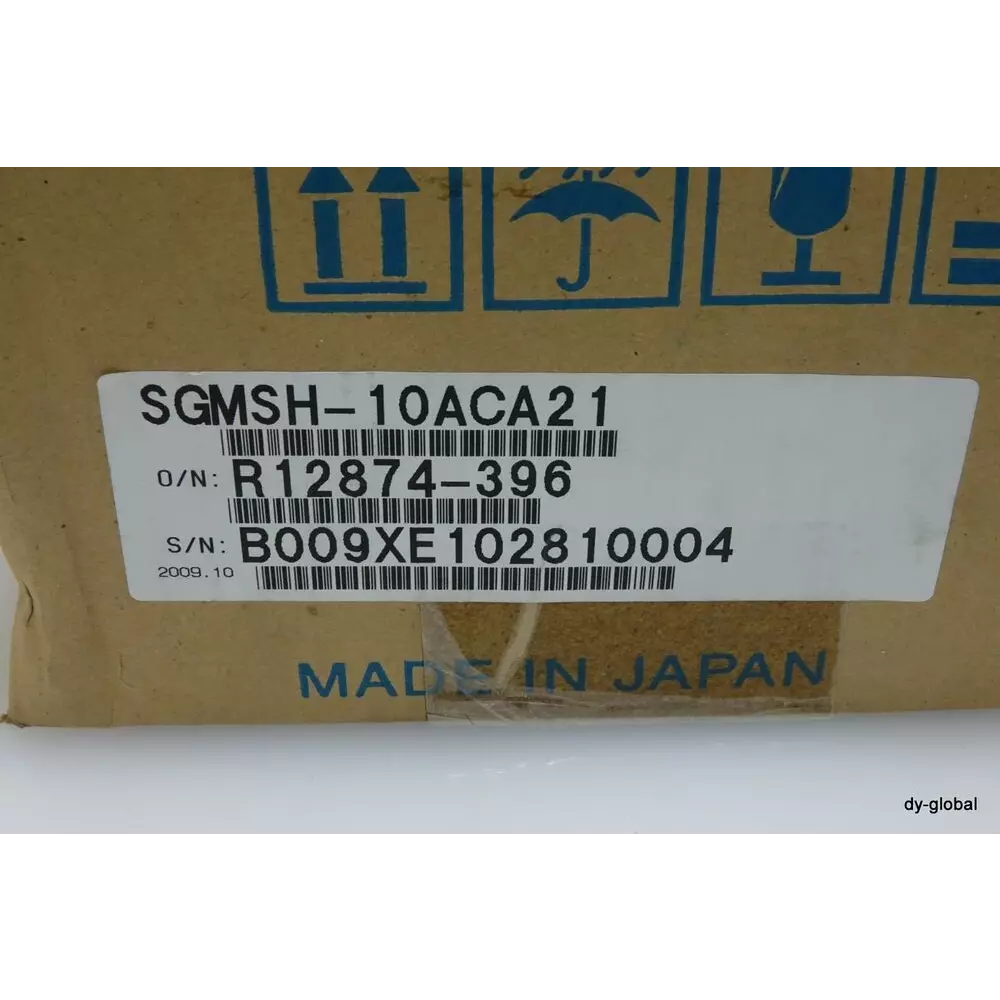 SGMSH-10ACA21
O/N: R12874-396
S/N: B009XE102810004
2009.10
MADE IN JAPAN
dy-global